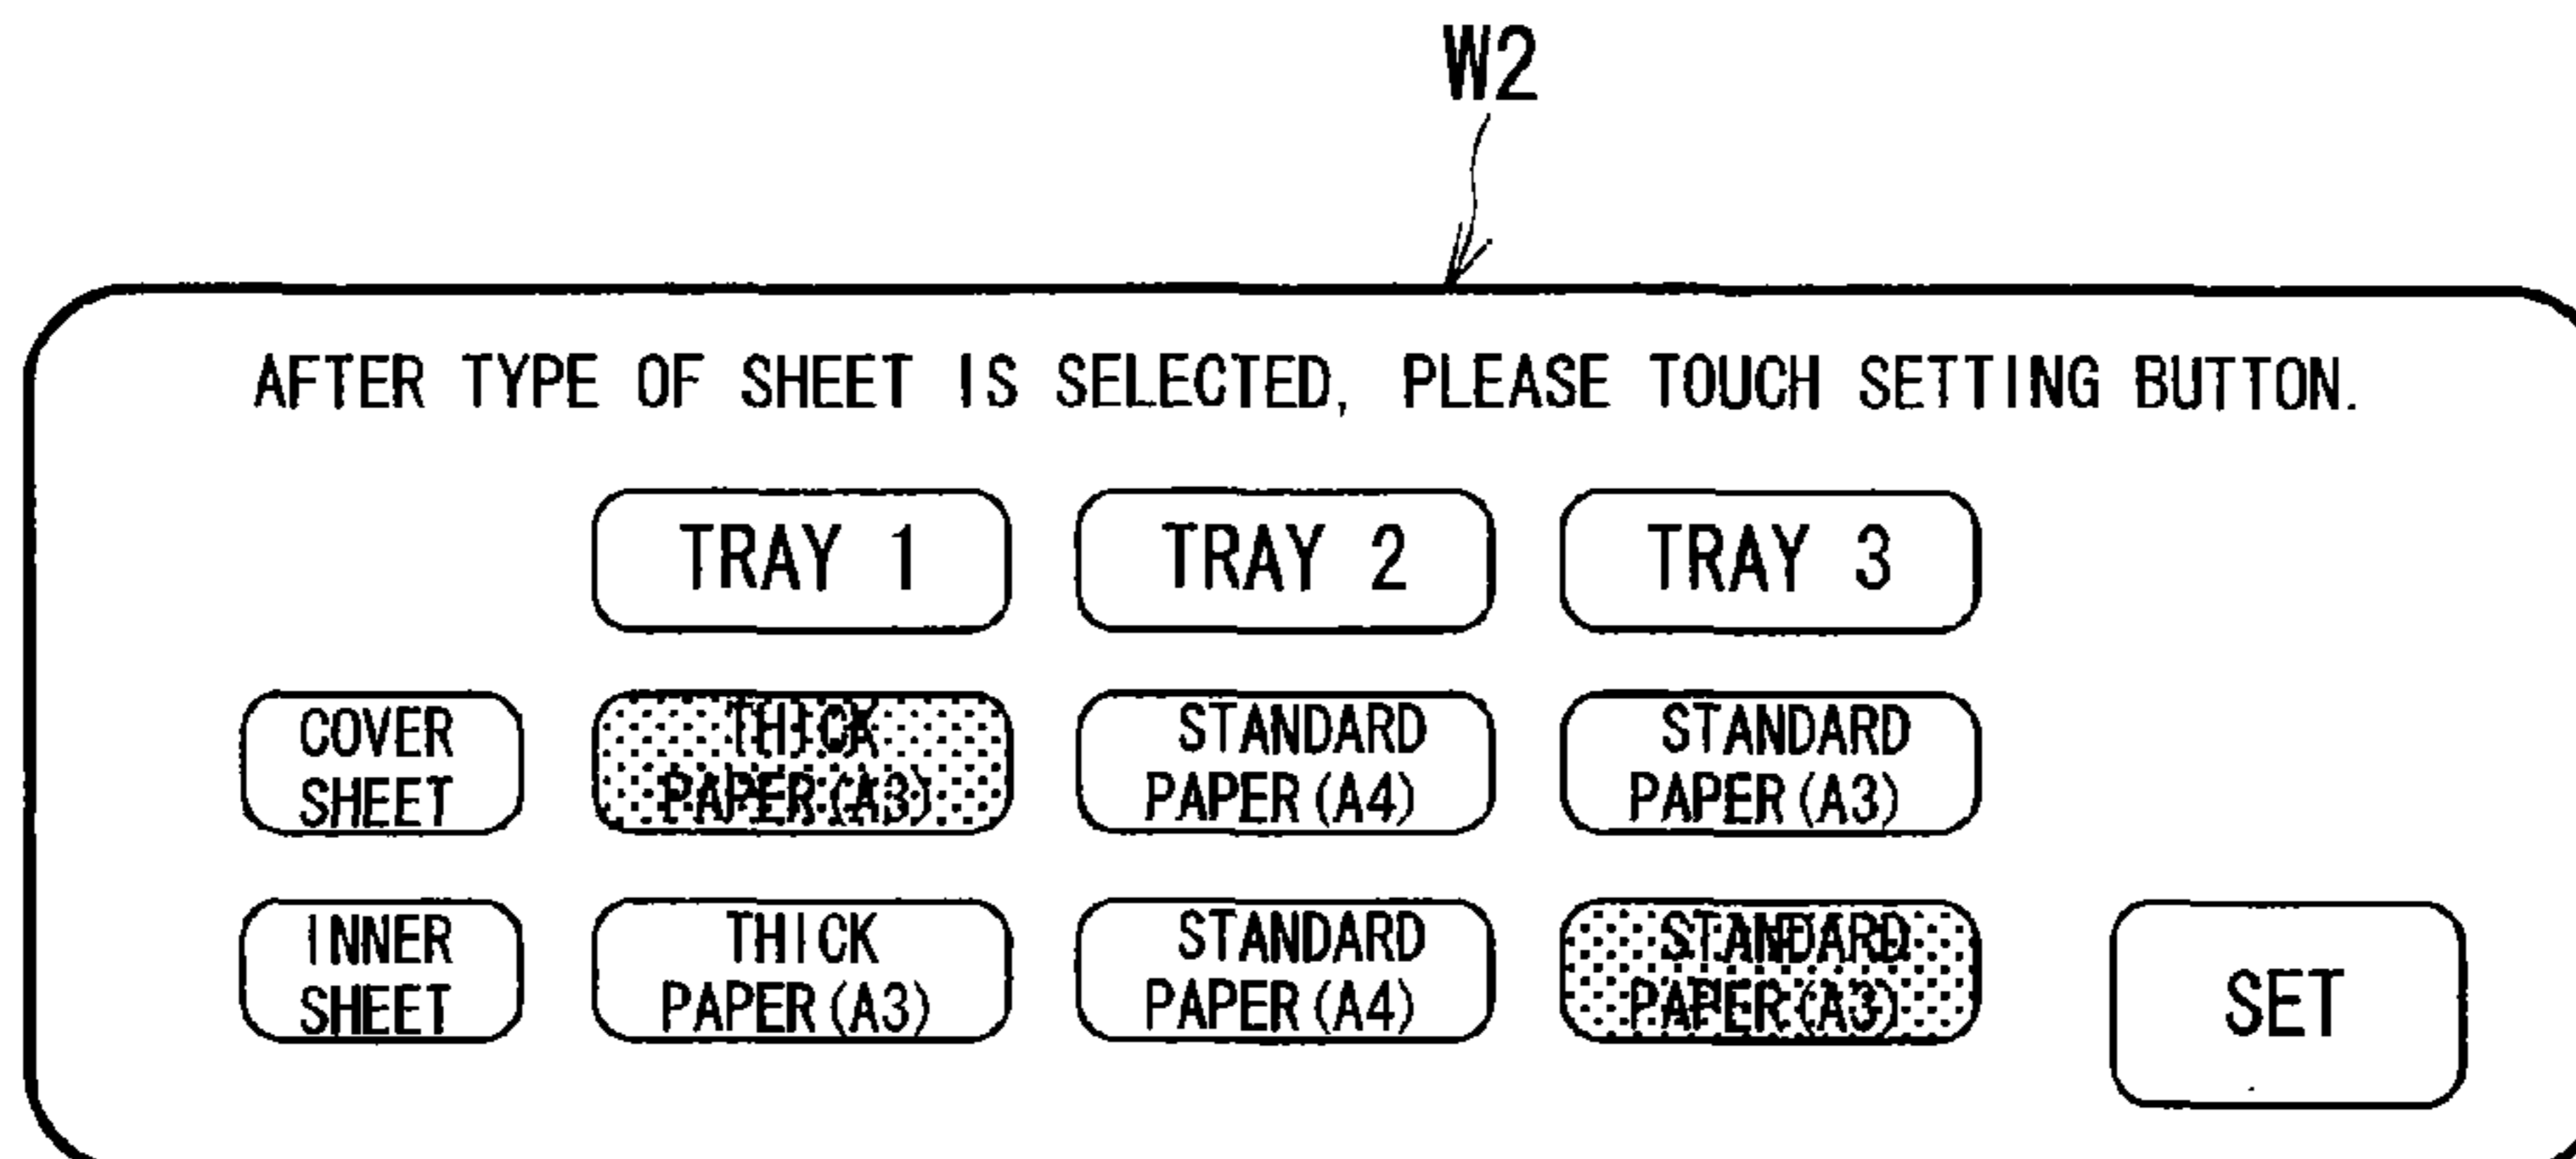 W2
AFTER TYPE OF SHEET IS SELECTED, PLEASE TOUCH SETTING BUTTON.
TRAY 1 TRAY 2 TRAY 3
COVER SHEET THICK PAPER(A3) STANDARD PAPER(A4) STANDARD PAPER(A3)
INNER SHEET THICK PAPER(A3) STANDARD PAPER(A4) STANDARD PAPER(A3)
SET